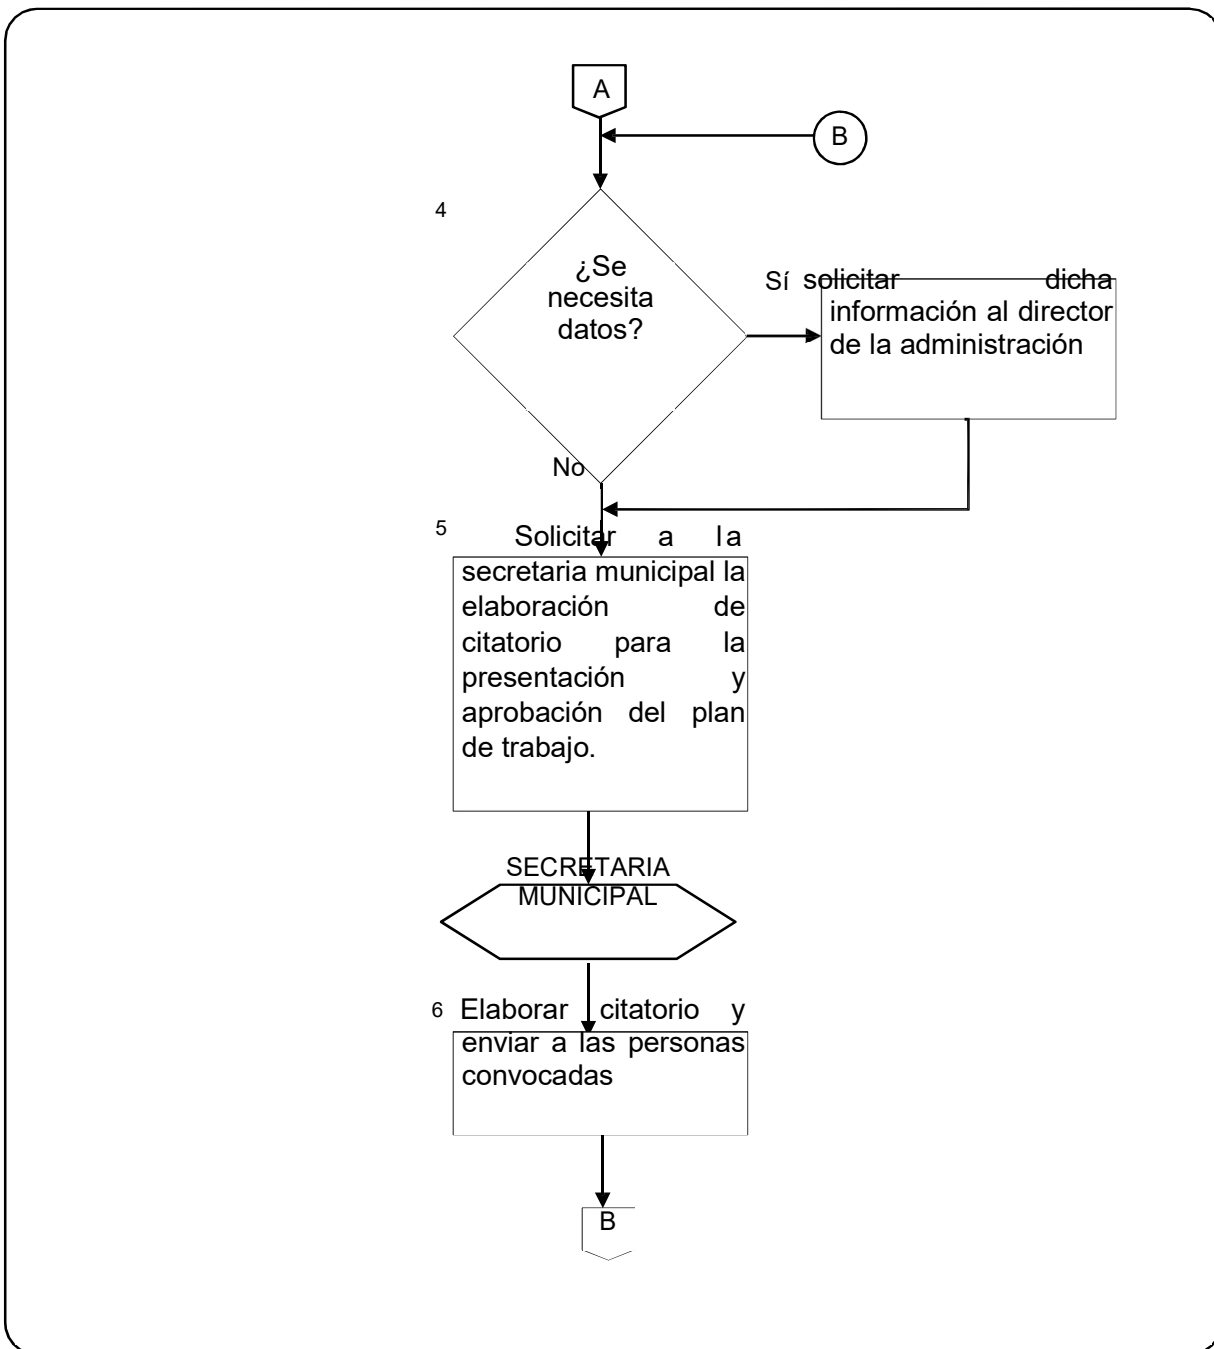 A
B
4
¿Se
necesita
datos?
Sí solicitar dicha
información al director
de la administración
No
5
Solicitar a la
secretaria municipal la
elaboración de
citatorio para la
presentación y
aprobación del plan
de trabajo.
SECRETARIA
MUNICIPAL
6 Elaborar citatorio y
enviar a las personas
convocadas
B